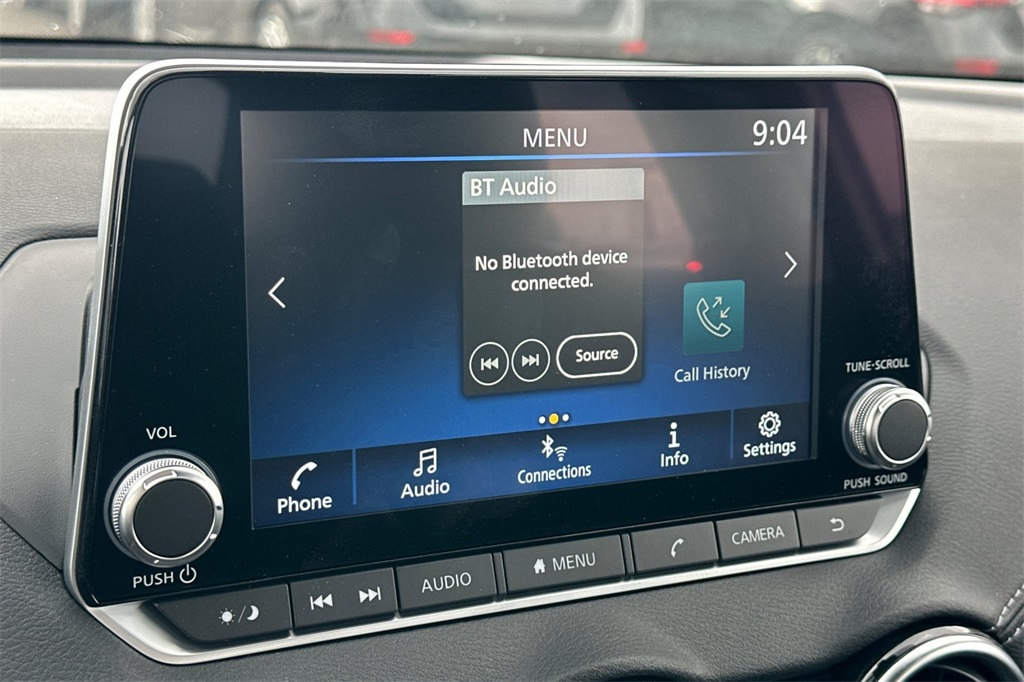 MENU
9:04
BT Audio
No Bluetooth device
connected.
Source
Call History
TUNE·SCROLL
VOL
Phone
Audio
Connections
Info
Settings
PUSH SOUND
PUSH
AUDIO
MENU
CAMERA